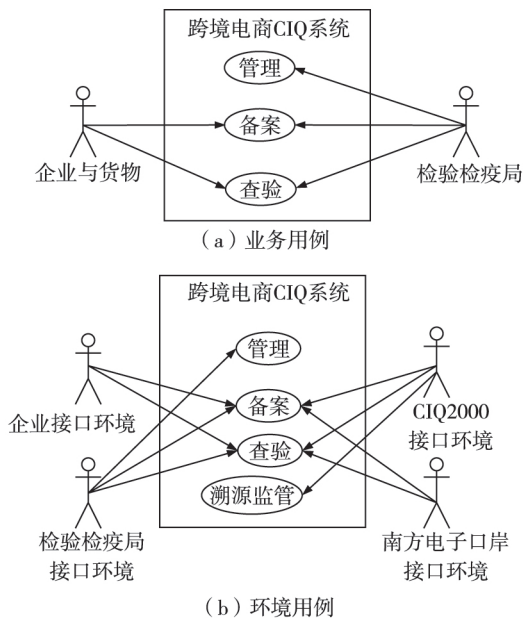 跨境电商CIQ系统
管理
备案
查验
企业与货物
检验检疫局
（a）业务用例
跨境电商CIQ系统
管理
备案
查验
溯源监管
企业接口环境
CIQ2000
接口环境
检验检疫局
接口环境
南方电子口岸
接口环境
（b）环境用例